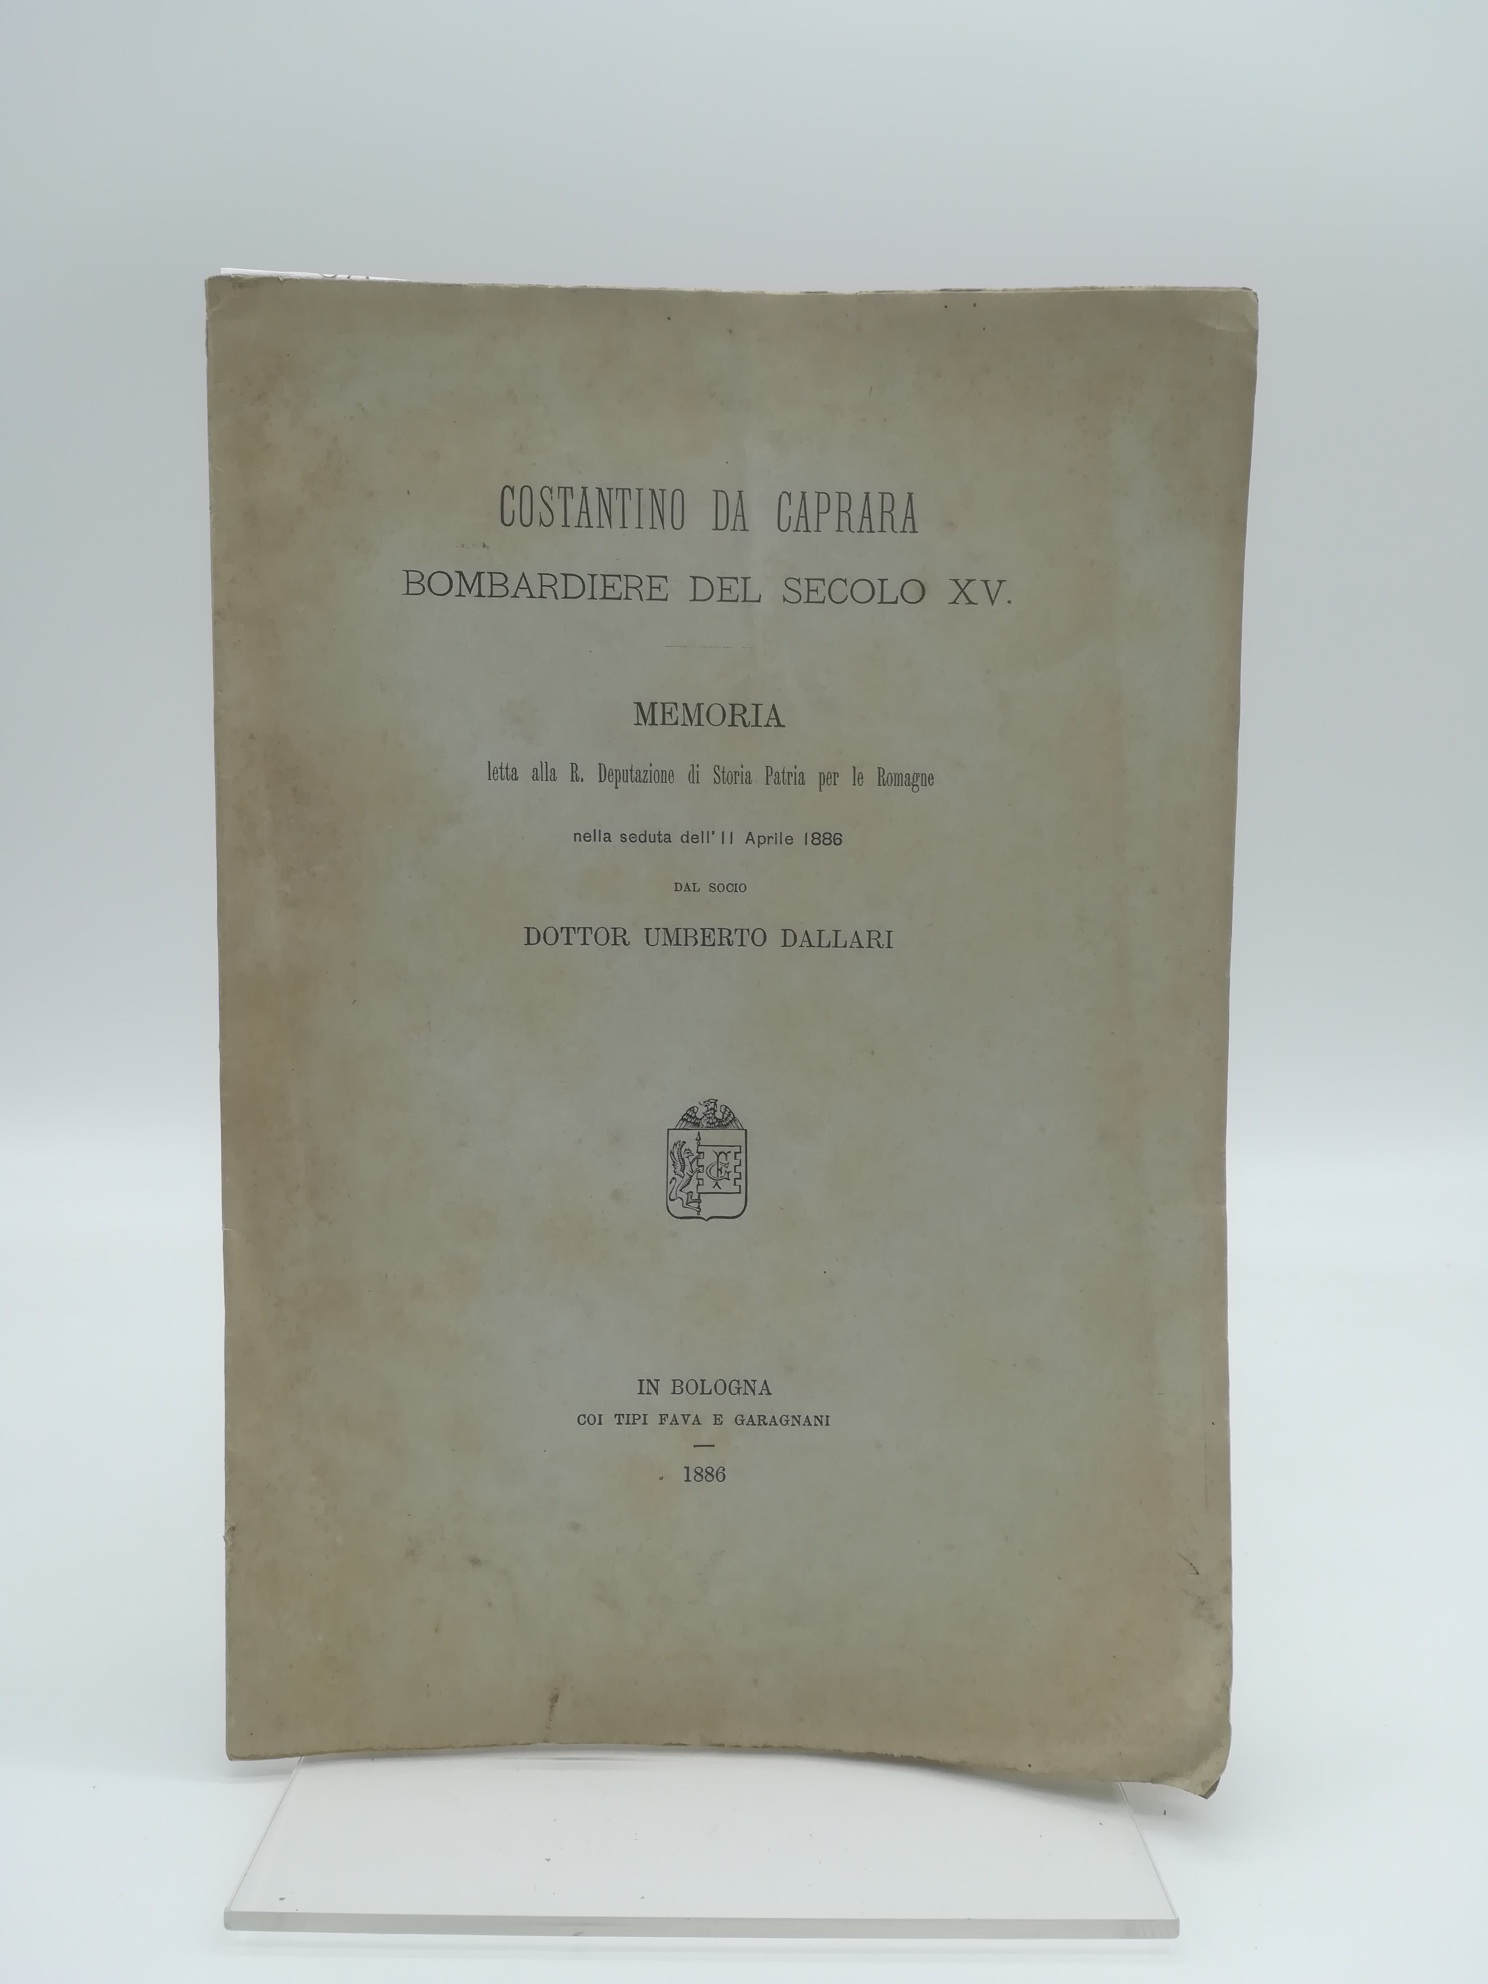 COSTANTINO DA CAPRARA
BOMBARDIERE DEL SECOLO XV.
MEMORIA
letta alla R. Deputazione di Storia Patria per le Romagne
nella seduta dell' 11 Aprile 1886
DAL SOCIO
DOTTOR UMBERTO DALLARI
IN BOLOGNA
COI TIPI FAVA E GARAGNANI
1886